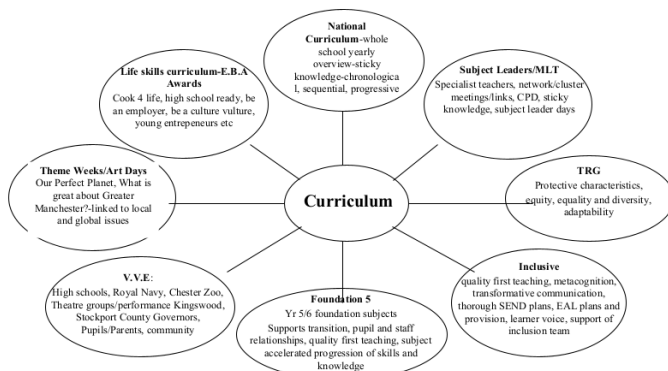 National
Curriculum-whole
school yearly
overview-sticky
knowledge-chronologica
l, sequential, progressive
Life skills curriculum-E.B.A
Awards
Cook 4 life, high school ready, be
an employer, be a culture vulture,
young entrepeneurs etc
Subject Leaders/MLT
Specialist teachers, network/cluster
meetings/links, CPD, sticky
knowledge, subject leader days
Theme Weeks/Art Days
Our Perfect Planet, What is
great about Greater
Manchester?-linked to local
and global issues
Curriculum
TRG
Protective characteristics,
equity, equality and diversity,
adaptability
V.V.E:
High schools, Royal Navy, Chester Zoo,
Theatre groups/performance Kingswood,
Stockport County Governors,
Pupils/Parents, community
Foundation 5
Yr 5/6 foundation subjects
Supports transition, pupil and staff
relationships, quality first teaching, subject
accelerated progression of skills and
knowledge
Inclusive
quality first teaching, metacognition,
transformative communication,
thorough SEND plans, EAL plans and
provision, learner voice, support of
inclusion team